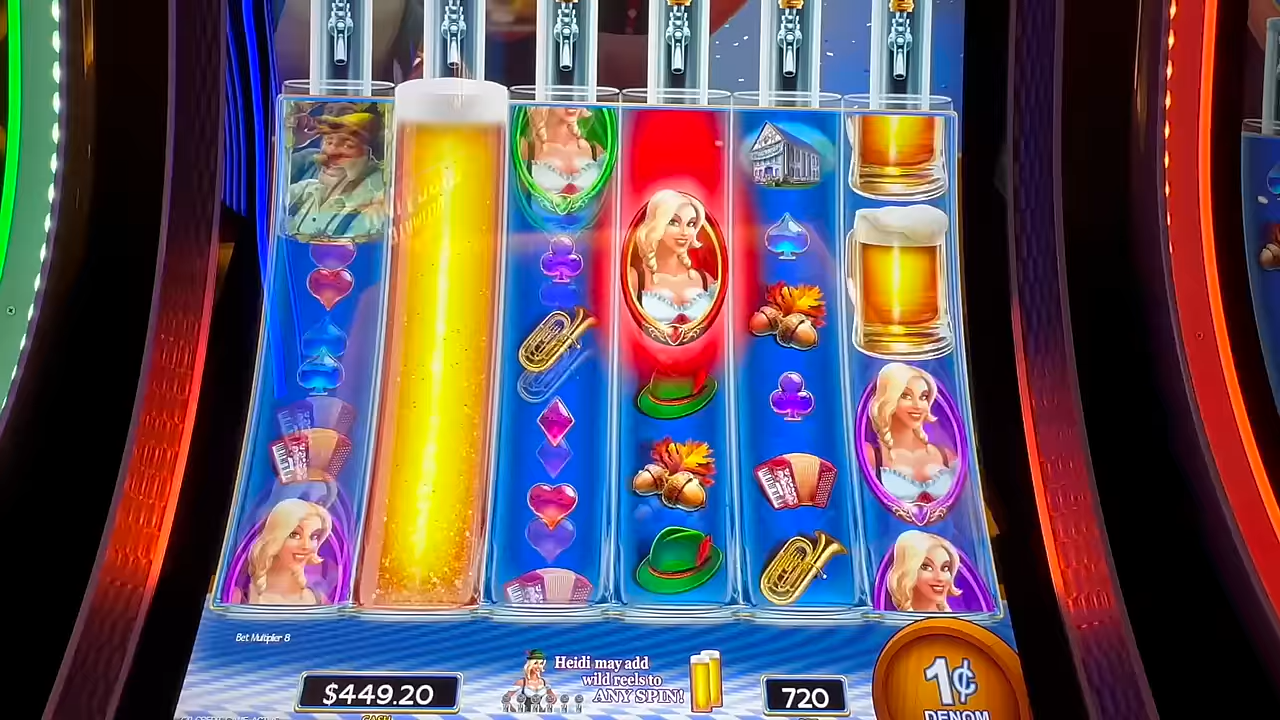 Bet Multiplier 8
Heidi may add
wild reels to
ANY SPIN!
$449.20
CASH
720
1¢
DENOM